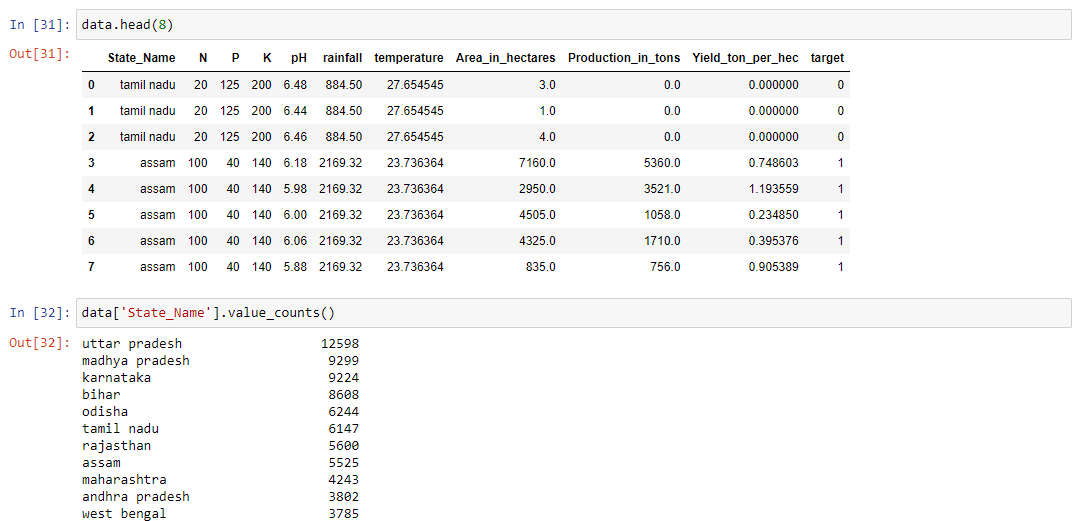 In [31]: data.head(8)
Out[31]:
State_Name N P K pH rainfall temperature Area_in_hectares Production_in_tons Yield_ton_per_hec target
0 tamil nadu 20 125 200 6.48 884.50 27.654545 3.0 0.0 0.000000 0
1 tamil nadu 20 125 200 6.44 884.50 27.654545 1.0 0.0 0.000000 0
2 tamil nadu 20 125 200 6.46 884.50 27.654545 4.0 0.0 0.000000 0
3 assam 100 40 140 6.18 2169.32 23.736364 7160.0 5360.0 0.748603 1
4 assam 100 40 140 5.98 2169.32 23.736364 2950.0 3521.0 1.193559 1
5 assam 100 40 140 6.00 2169.32 23.736364 4505.0 1058.0 0.234850 1
6 assam 100 40 140 6.06 2169.32 23.736364 4325.0 1710.0 0.395376 1
7 assam 100 40 140 5.88 2169.32 23.736364 835.0 756.0 0.905389 1
In [32]: data['State_Name'].value_counts()
Out[32]: uttar pradesh 12598
madhya pradesh 9299
karnataka 9224
bihar 8608
odisha 6244
tamil nadu 6147
rajasthan 5600
assam 5525
maharashtra 4243
andhra pradesh 3802
west bengal 3785